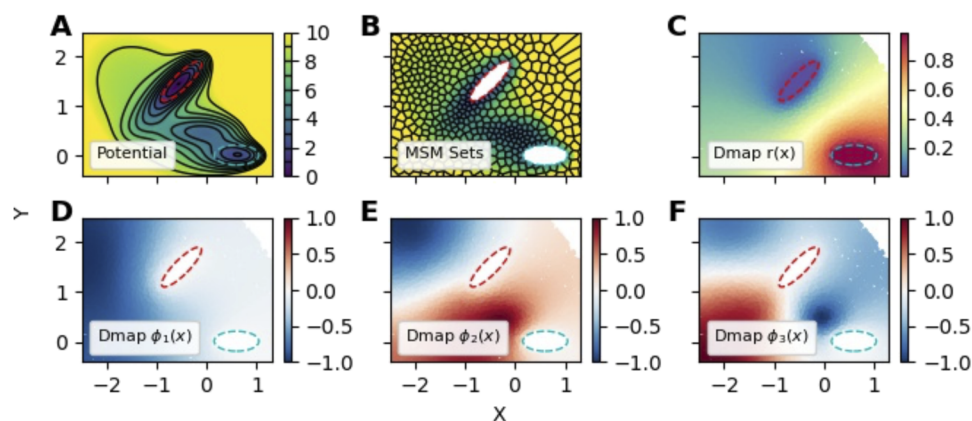 A
B
C
2
1
0
Potential
10
8
6
4
2
0
MSM Sets
Dmap r(x)
0.8
0.6
0.4
0.2
Y
D
E
F
2
1
0
Dmap ϕ₁(x)
−2 −1 0 1
1.0
0.5
0.0
−0.5
−1.0
Dmap ϕ₂(x)
−2 −1 0 1
1.0
0.5
0.0
−0.5
−1.0
Dmap ϕ₃(x)
−2 −1 0 1
1.0
0.5
0.0
−0.5
−1.0
X